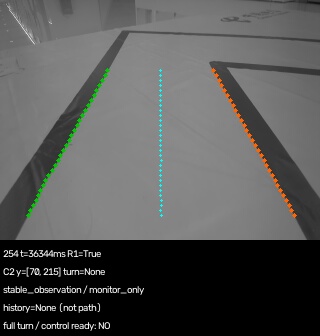 254 t=36344ms R1=True
C2 y=[70, 215] turn=None
stable_observation / monitor_only
history=None (not path)
full turn / control ready: NO